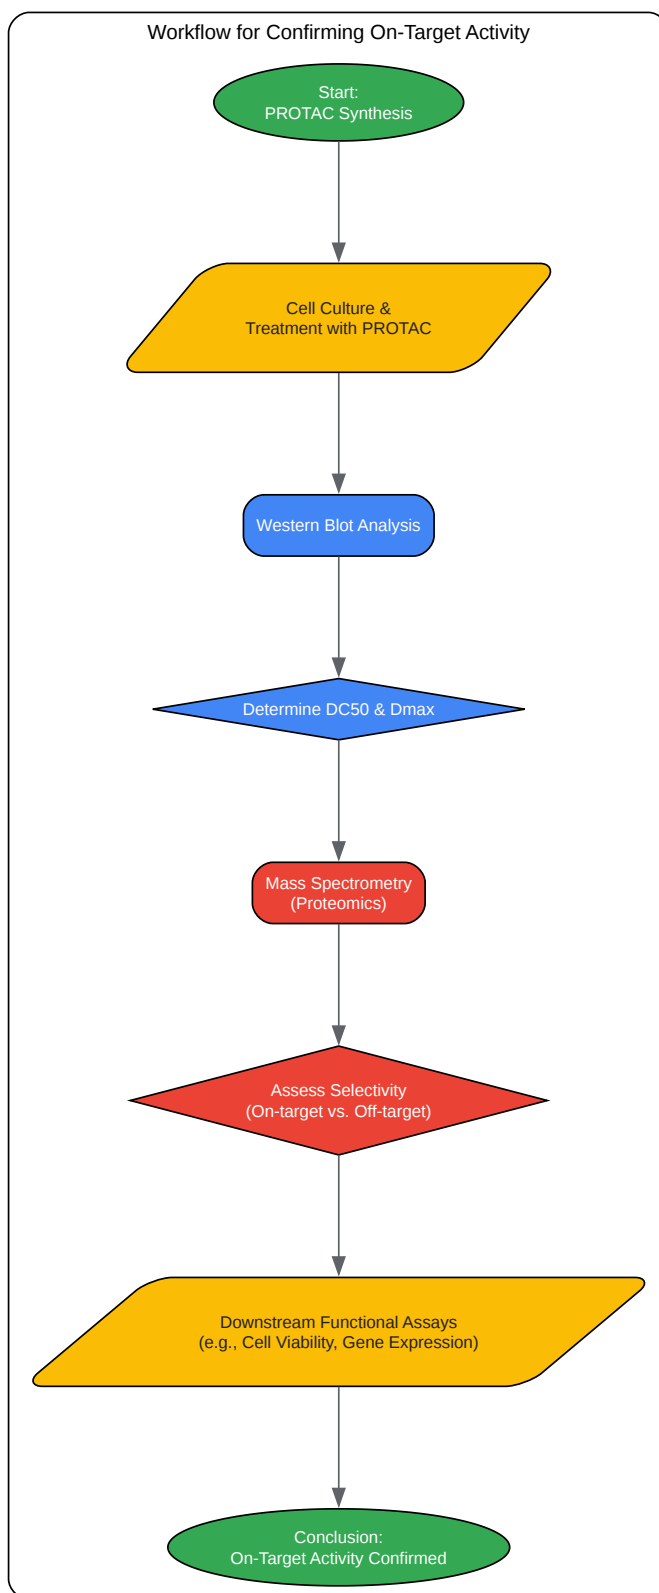 Workflow for Confirming On-Target Activity
Start:
PROTAC Synthesis
Cell Culture &
Treatment with PROTAC
Western Blot Analysis
Determine DC50 & Dmax
Mass Spectrometry
(Proteomics)
Assess Selectivity
(On-target vs. Off-target)
Downstream Functional Assays
(e.g., Cell Viability, Gene Expression)
Conclusion:
On-Target Activity Confirmed